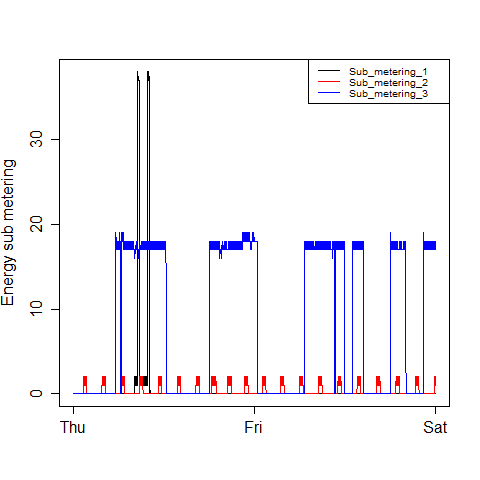 Sub_metering_1
Sub_metering_2
Sub_metering_3
Energy sub metering
30
20
10
0
Thu Fri Sat